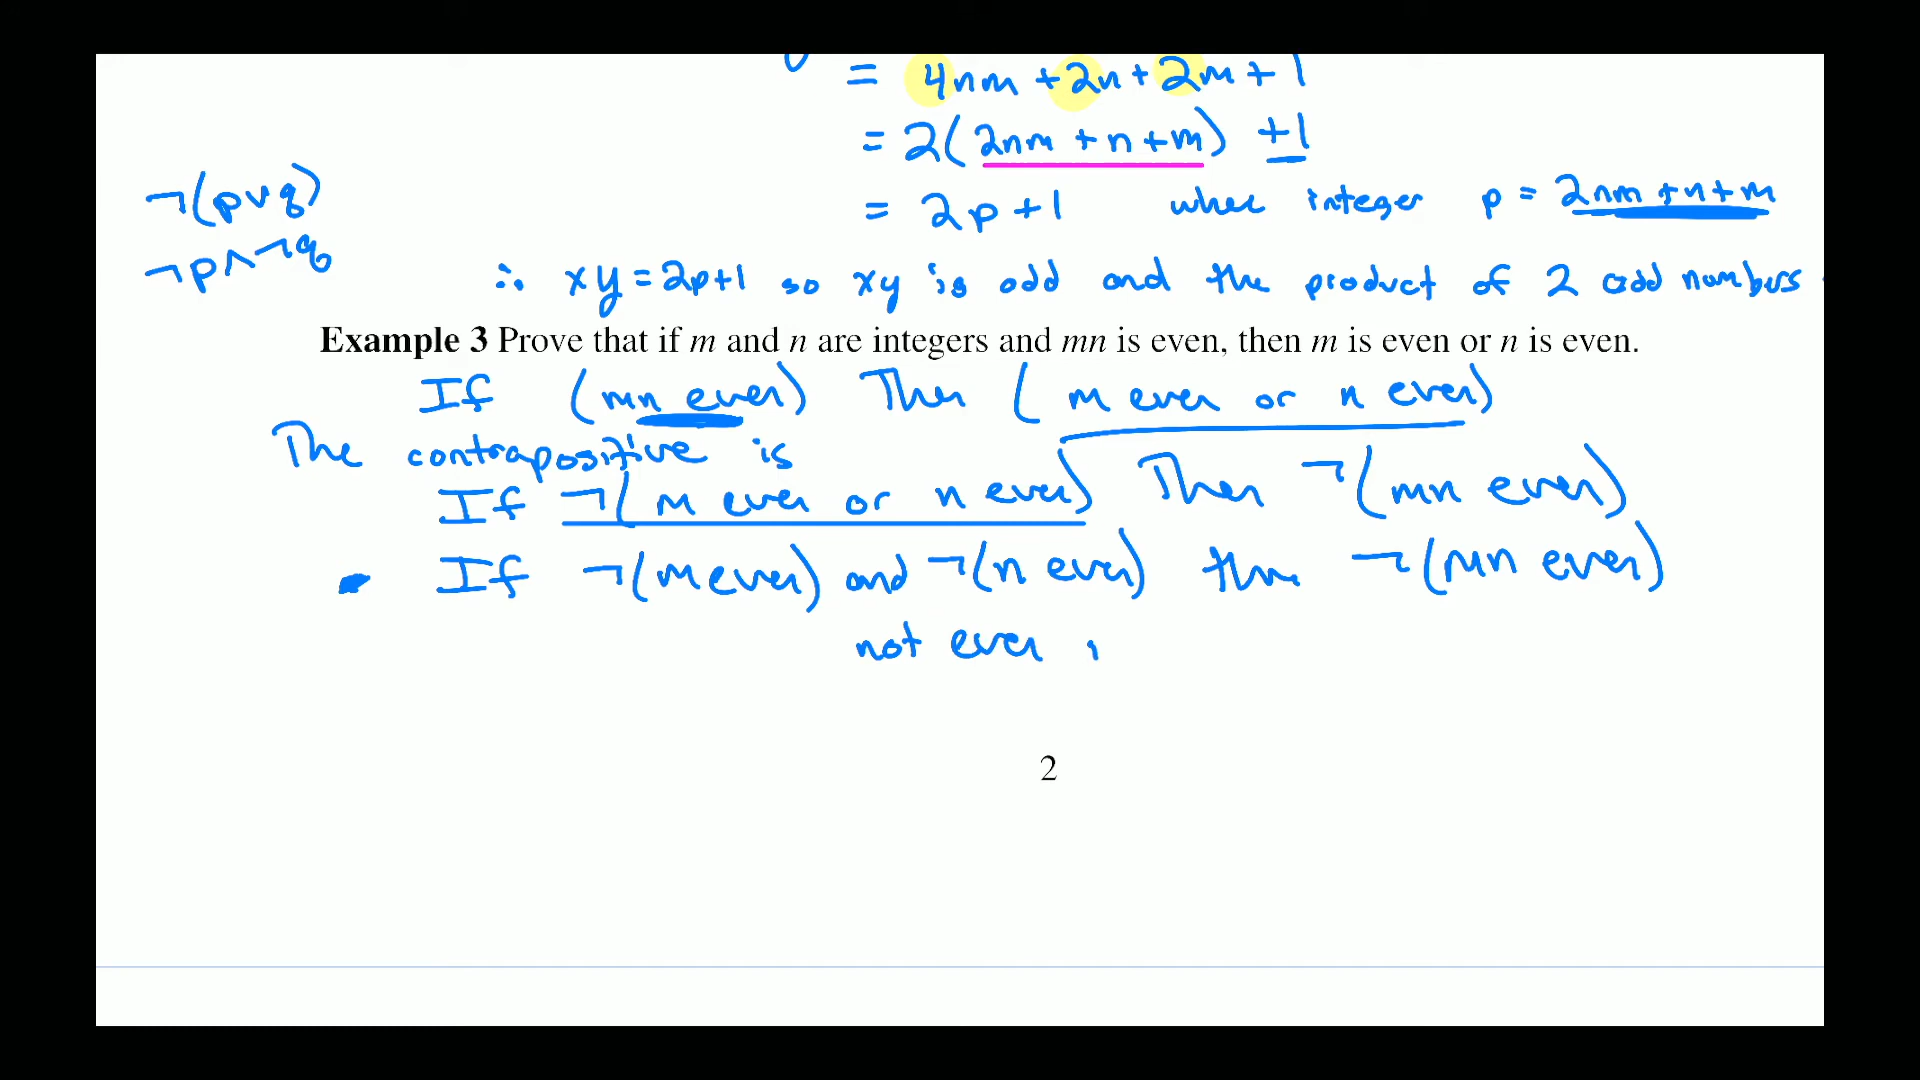 = 4nm + 2n + 2m + 1
= 2(2nm + n + m) + 1
¬(p∨q)
= 2p + 1 where integer p = 2nm + n + m
¬p∧¬q
∴ xy = 2p+1 so xy is odd and the product of 2 odd numbers
Example 3 Prove that if m and n are integers and mn is even, then m is even or n is even.
If (mn even) Then (m even or n even)
The contrapositive is
If ¬(m even or n even) Then ¬(mn even)
If ¬(m even) and ¬(n even) then ¬(mn even)
not even
2